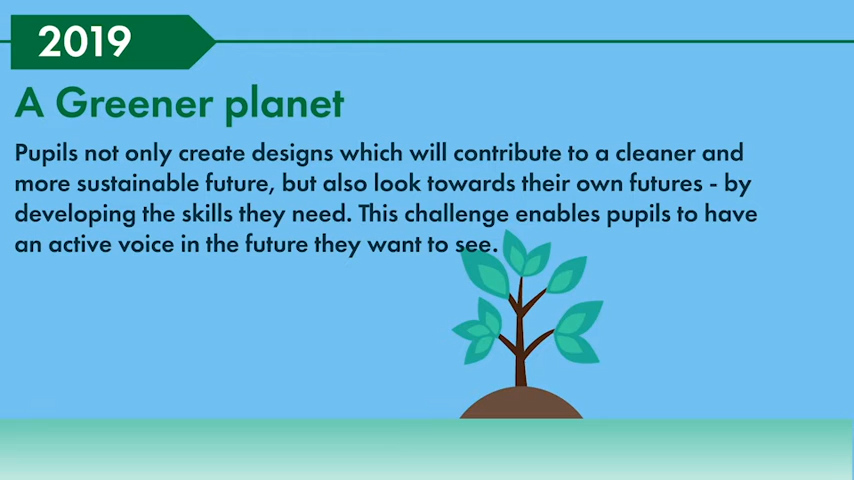 2019
A Greener planet
Pupils not only create designs which will contribute to a cleaner and
more sustainable future, but also look towards their own futures - by
developing the skills they need. This challenge enables pupils to have
an active voice in the future they want to see.